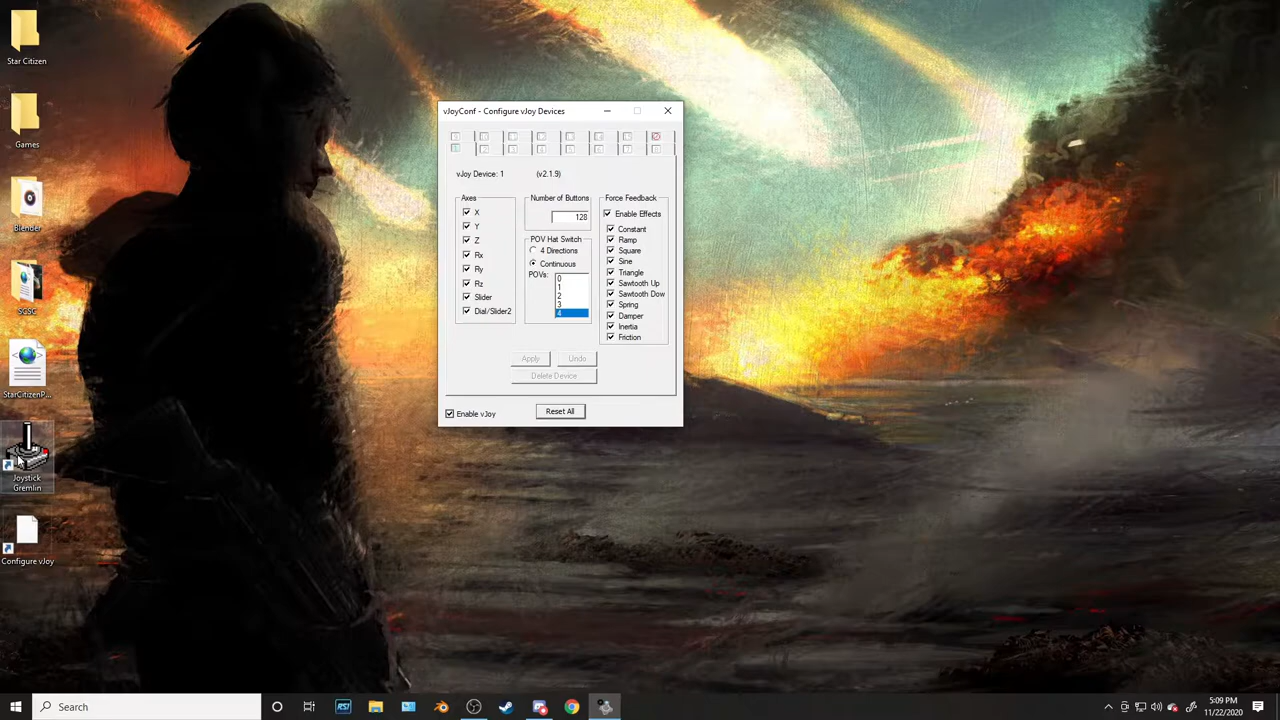 Star Citizen
Games
Blender
SCSC
StarCitizenP...
Joystick
Gremlin
Configure vJoy
vJoyConf - Configure vJoy Devices
vJoy Device: 1
(v2.1.9)
Axes
X
Y
Z
Rx
Ry
Rz
Slider
Dial/Slider2
Number of Buttons
128
POV Hat Switch
4 Directions
Continuous
POVs:
0
1
2
3
4
Force Feedback
Enable Effects
Constant
Ramp
Square
Sine
Triangle
Sawtooth Up
Sawtooth Dow
Spring
Damper
Inertia
Friction
Apply
Undo
Delete Device
Enable vJoy
Reset All
Search
RSI
5:09 PM
11/22/2020